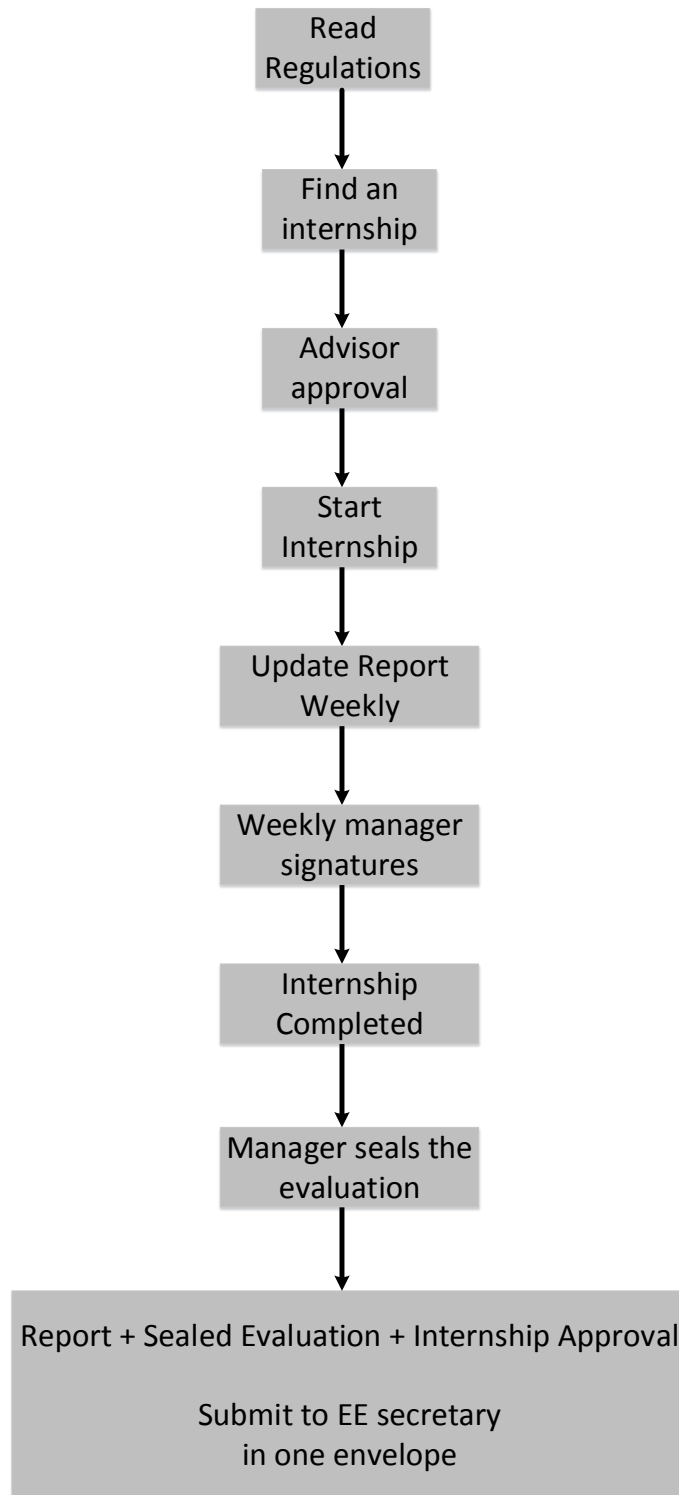 Read
Regulations
Find an
internship
Advisor
approval
Start
Internship
Update Report
Weekly
Weekly manager
signatures
Internship
Completed
Manager seals the
evaluation
Report + Sealed Evaluation + Internship Approval
Submit to EE secretary
in one envelope